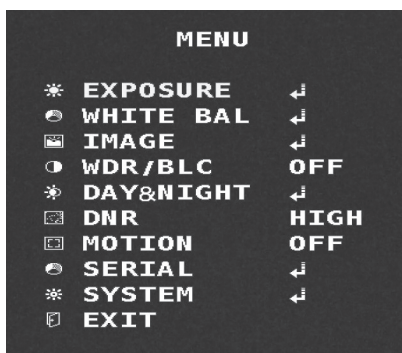 MENU
EXPOSURE ↵
WHITE BAL ↵
IMAGE ↵
WDR/BLC OFF
DAY&NIGHT ↵
DNR HIGH
MOTION OFF
SERIAL ↵
SYSTEM ↵
EXIT